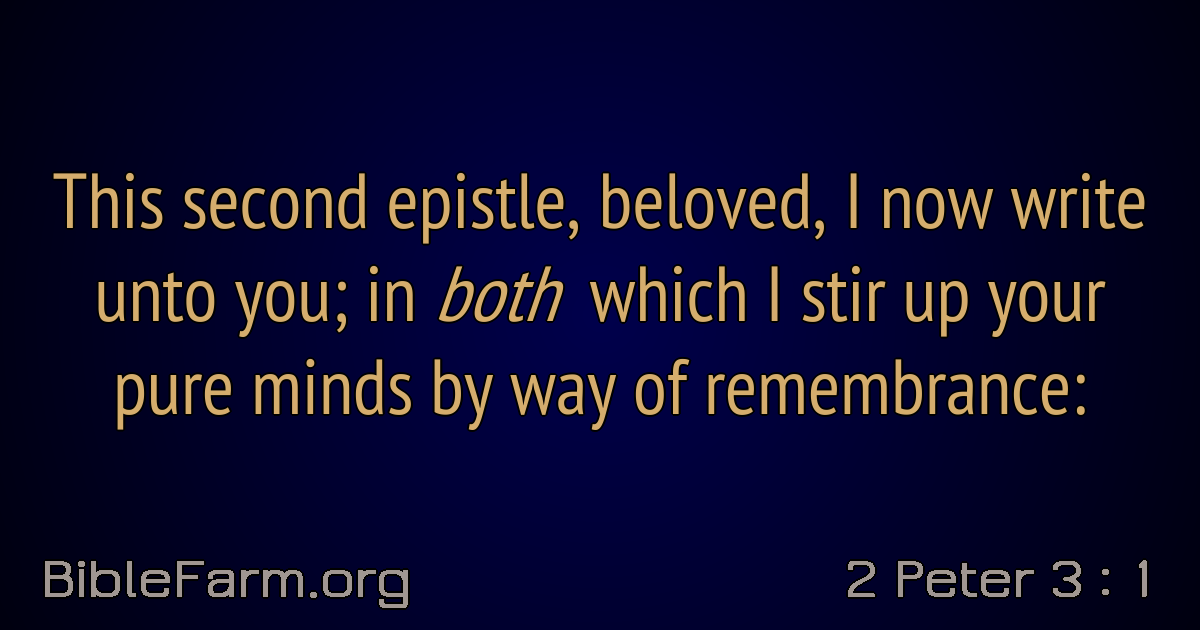 This second epistle, beloved, I now write
unto you; in both which I stir up your
pure minds by way of remembrance:
BibleFarm.org
2 Peter 3 : 1